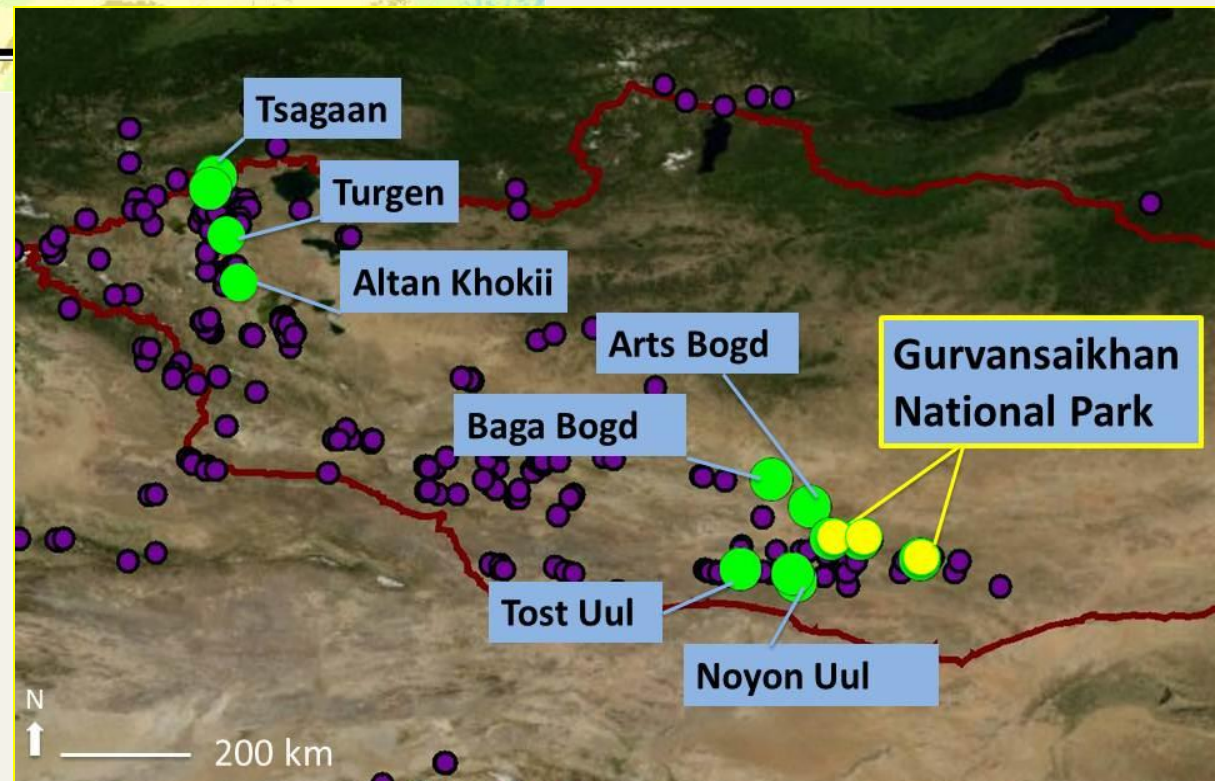 Tsagaan
Turgen
Altan Khokii
Arts Bogd
Gurvansaikhan
National Park
Baga Bogd
Tost Uul
Noyon Uul
N
200 km